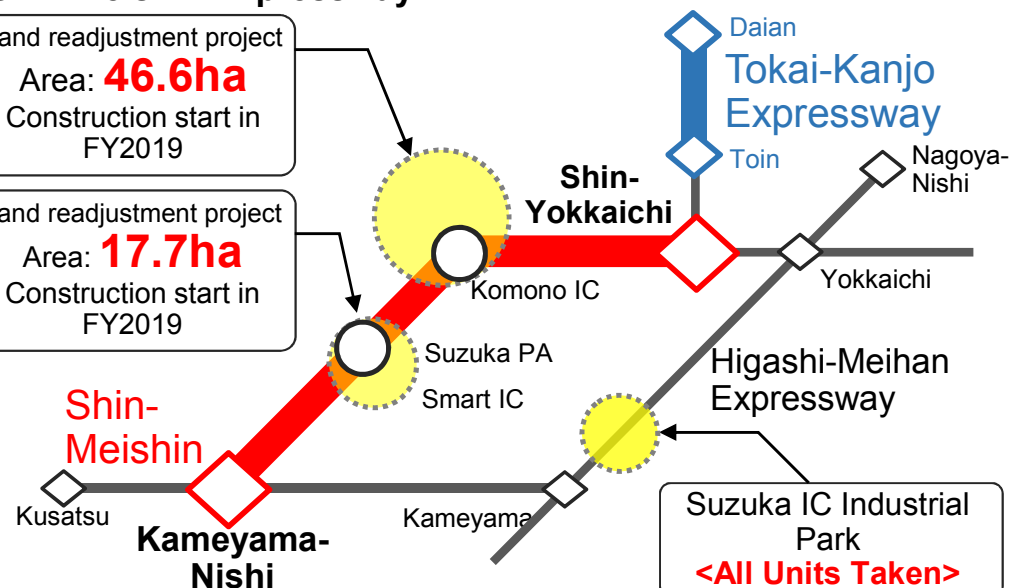 and readjustment project
Area: 46.6ha
Construction start in
FY2019
and readjustment project
Area: 17.7ha
Construction start in
FY2019
Daian
Tokai-Kanjo
Expressway
Toin
Nagoya-
Nishi
Shin-
Yokkaichi
Yokkaichi
Komono IC
Suzuka PA
Smart IC
Higashi-Meihan
Expressway
Shin-
Meishin
Kusatsu
Kameyama-
Nishi
Kameyama
Suzuka IC Industrial
Park
<All Units Taken>